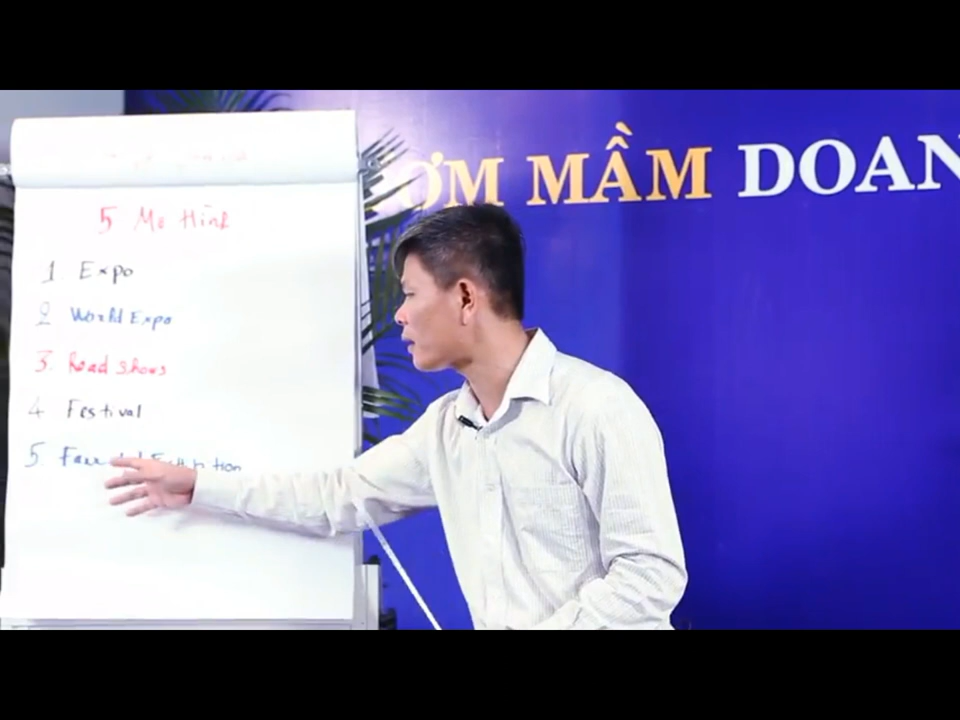 ƠM MẦM DOAN
5 Mô Hình
1. Expo
2 World Expo
3. Road shows
4 Festival
5.